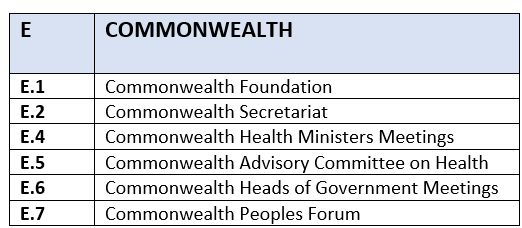 E COMMONWEALTH
E.1 Commonwealth Foundation
E.2 Commonwealth Secretariat
E.4 Commonwealth Health Ministers Meetings
E.5 Commonwealth Advisory Committee on Health
E.6 Commonwealth Heads of Government Meetings
E.7 Commonwealth Peoples Forum